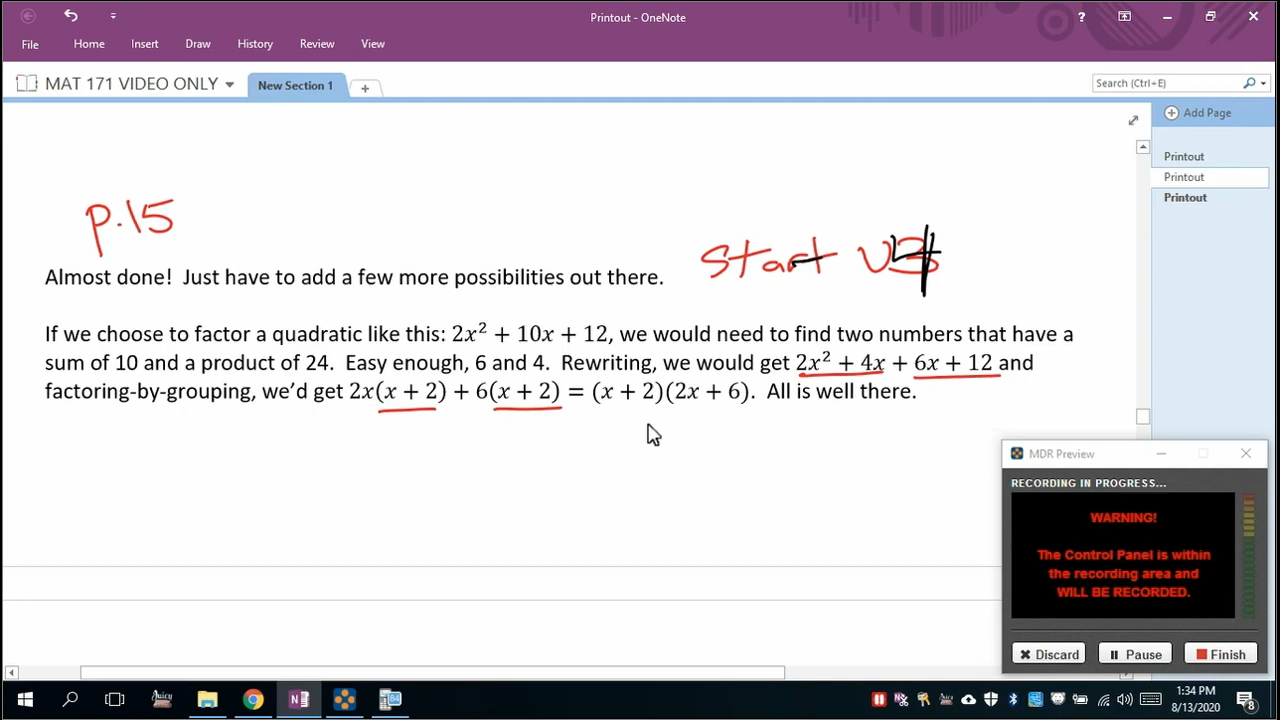 Printout - OneNote
?
File Home Insert Draw History Review View
MAT 171 VIDEO ONLY
New Section 1
+
Search (Ctrl+E)
Add Page
Printout
Printout
Printout
p.15
Start V4
Almost done! Just have to add a few more possibilities out there.
If we choose to factor a quadratic like this: 2x² + 10x + 12, we would need to find two numbers that have a
sum of 10 and a product of 24. Easy enough, 6 and 4. Rewriting, we would get 2x² + 4x + 6x + 12 and
factoring-by-grouping, we'd get 2x(x + 2) + 6(x + 2) = (x + 2)(2x + 6). All is well there.
MDR Preview
RECORDING IN PROGRESS...
WARNING!
The Control Panel is within
the recording area and
WILL BE RECORDED.
Discard Pause Finish
Juicy
1:34 PM
8/13/2020
8